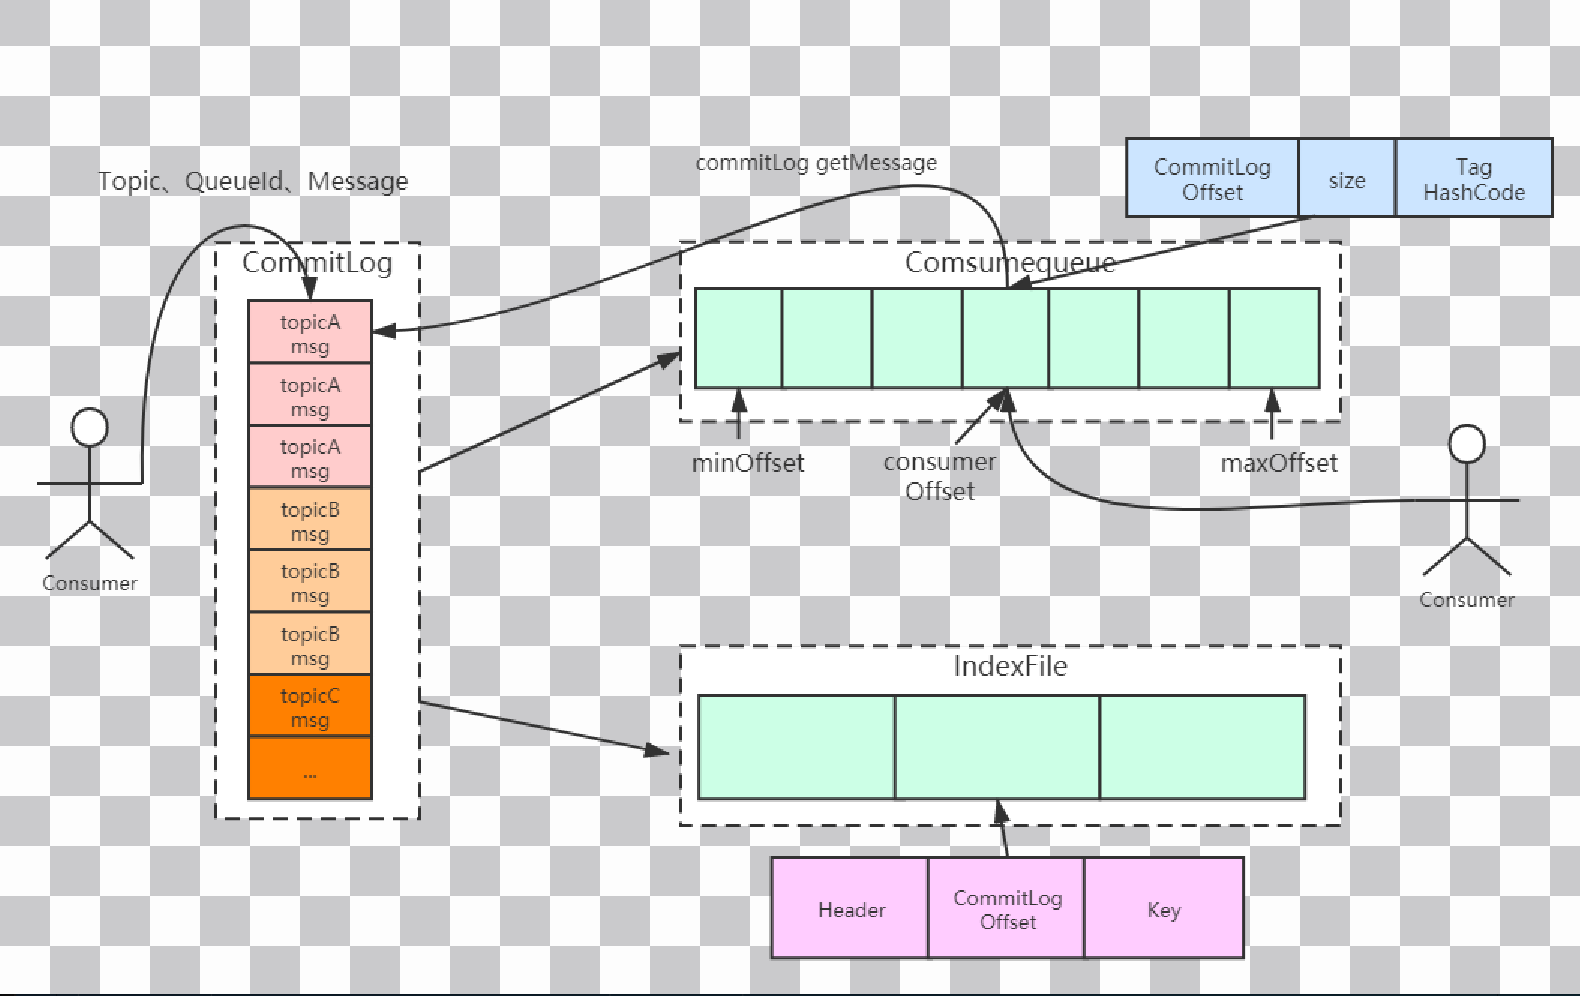 Topic、QueueId、Message
commitLog getMessage
CommitLog
Offset
size
Tag
HashCode
CommitLog
Comsumequeue
topicA
msg
topicA
msg
topicA
msg
topicB
msg
topicB
msg
topicB
msg
topicC
msg
...
minOffset
consumer
Offset
maxOffset
Consumer
Consumer
IndexFile
Header
CommitLog
Offset
Key